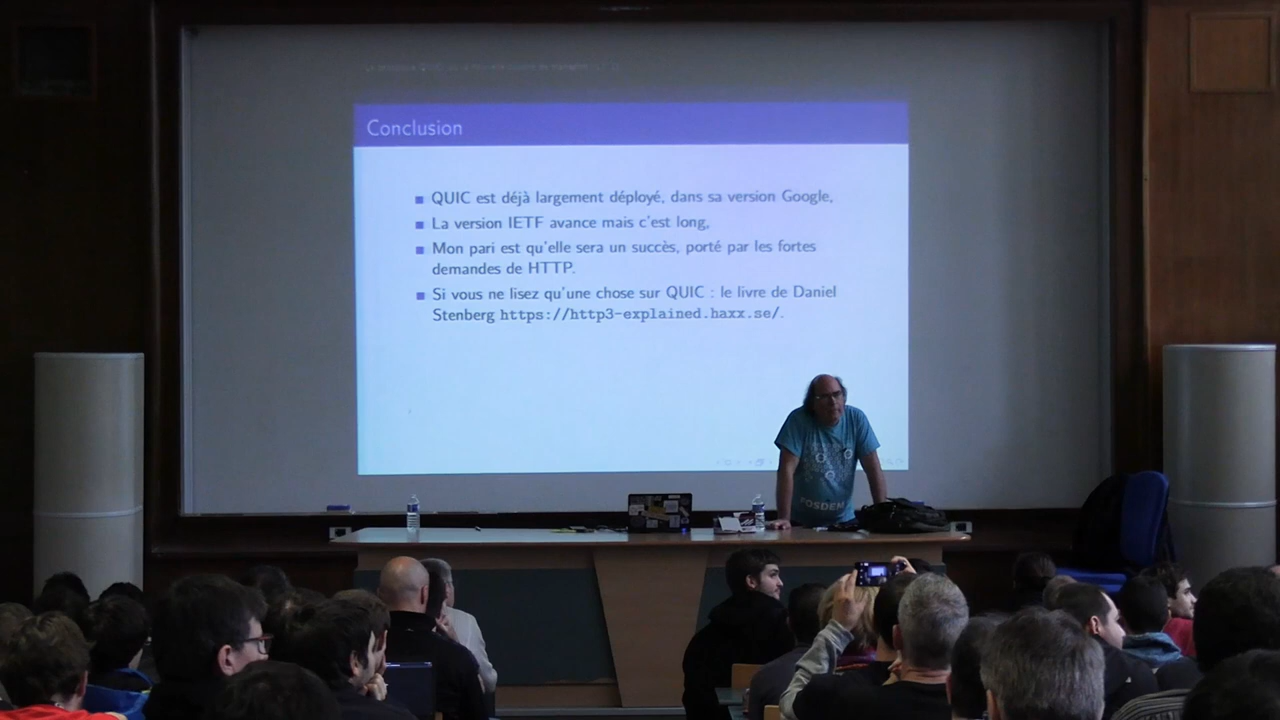 Conclusion
QUIC est déjà largement déployé, dans sa version Google,
La version IETF avance mais c'est long,
Mon pari est qu'elle sera un succès, porté par les fortes
demandes de HTTP.
Si vous ne lisez qu'une chose sur QUIC : le livre de Daniel
Stenberg https://http3-explained.haxx.se/.
FOSDEM